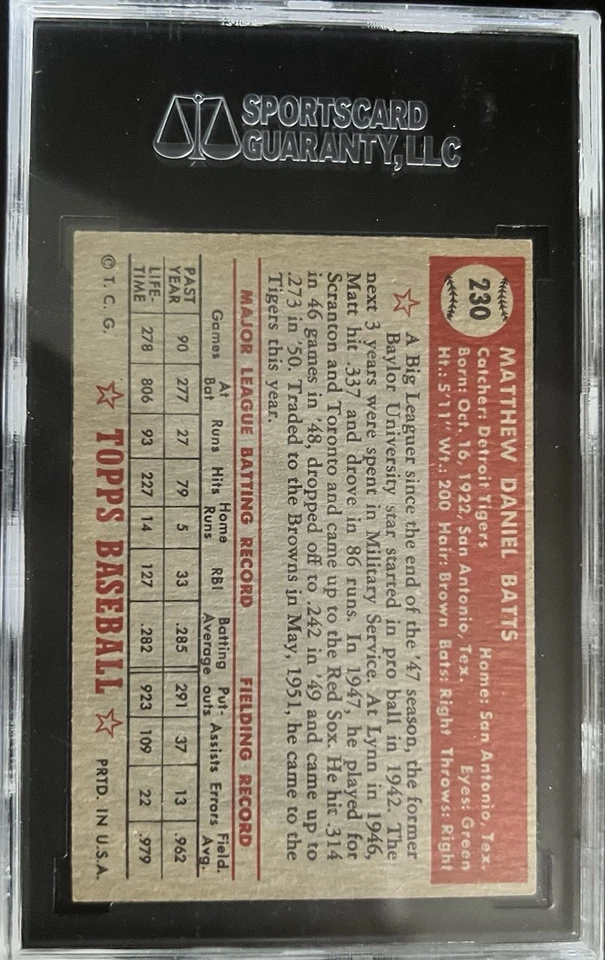 SPORTSCARD
GUARANTY, LLC
230
MATTHEW DANIEL BATTS
Catcher: Detroit Tigers Home: San Antonio, Tex.
Born: Oct. 16, 1922, San Antonio, Tex. Eyes: Green
Ht.: 5'11" Wt.: 200 Hair: Brown Bats: Right Throws: Right
A Big Leaguer since the end of the '47 season, the former
Baylor University star started in pro ball in 1942. The
next 3 years were spent in Military Service. At Lynn in 1946,
Matt hit .337 and drove in 86 runs. In 1947, he played for
Scranton and Toronto and came up to the Red Sox. He hit .314
in 46 games in '48, dropped off to .242 in '49 and came up to
.273 in '50. Traded to the Browns in May, 1951, he came to the
Tigers this year.
MAJOR LEAGUE BATTING RECORD FIELDING RECORD
Games At Bat Runs Hits Home Runs RBI Batting Average Put-outs Assists Errors Field. Avg.
PAST YEAR 90 277 27 79 5 33 .285 291 37 13 .962
LIFE-TIME 278 806 93 227 14 127 .282 923 109 22 .979
© T. C. G. TOPPS BASEBALL PRTD. IN U.S.A.